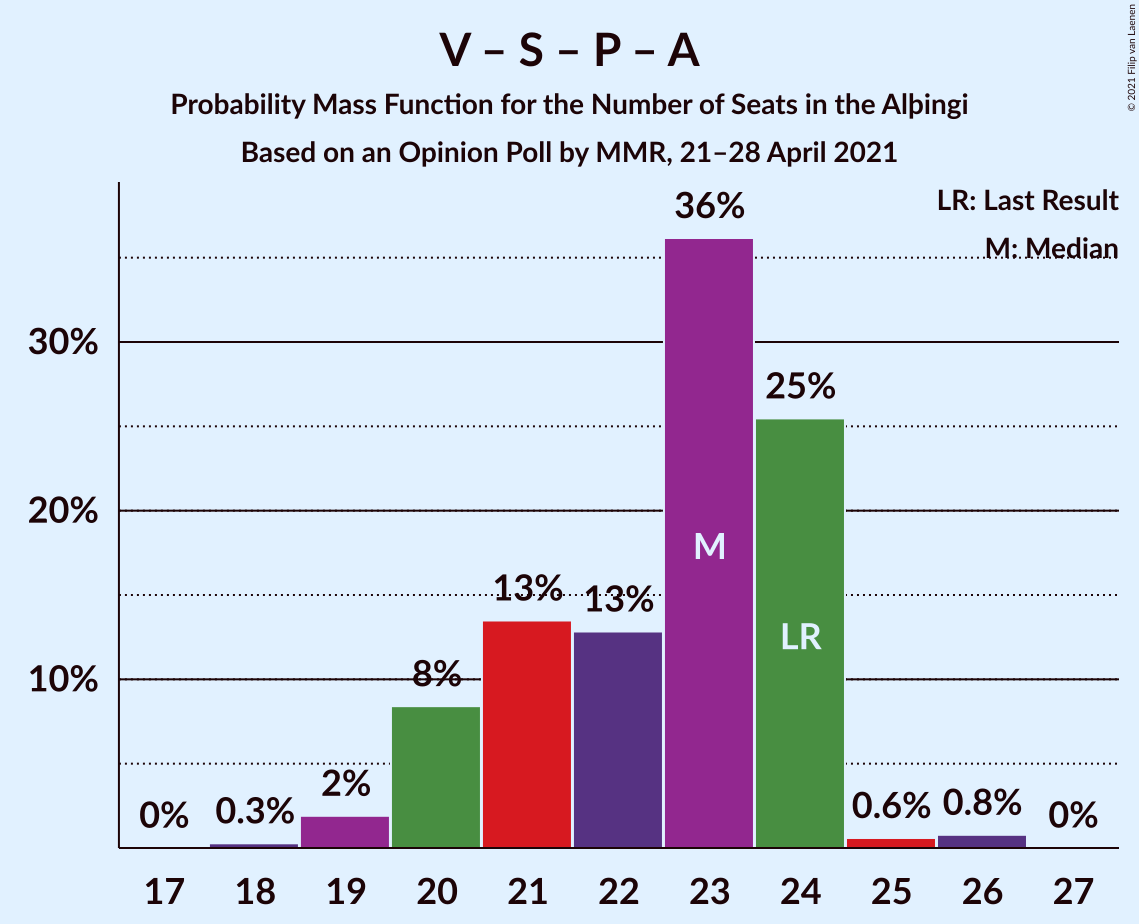 V – S – P – A
Probability Mass Function for the Number of Seats in the Alþingi
Based on an Opinion Poll by MMR, 21–28 April 2021
© 2021 Filip van Laenen
LR: Last Result
M: Median
36%
30%
25%
20%
M
13%
13%
LR
10%
8%
2%
0%
0.3%
0.6%
0.8%
0%
17 18 19 20 21 22 23 24 25 26 27